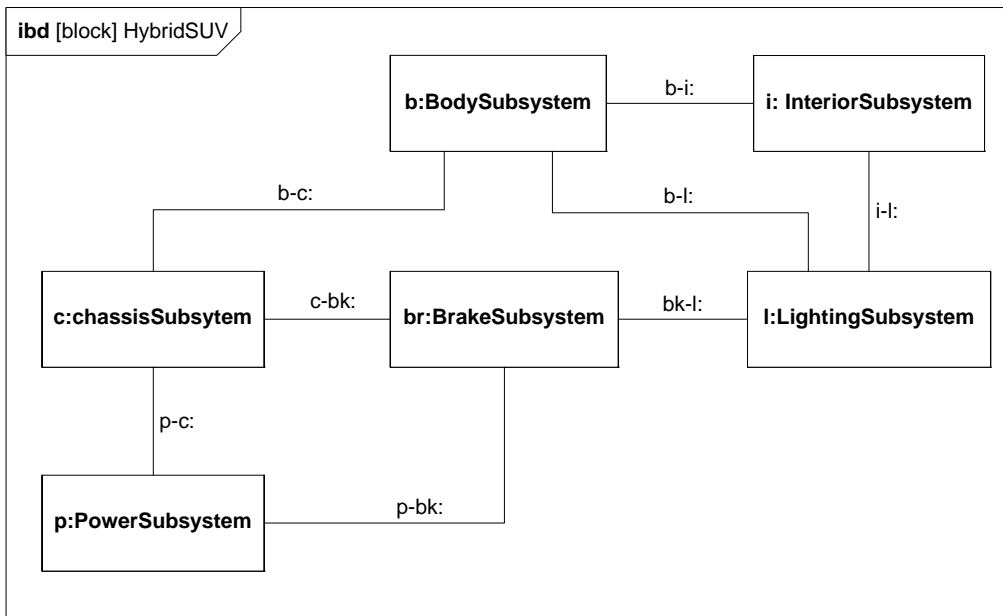 ibd [block] HybridSUV
b:BodySubsystem
b-i:
i: InteriorSubsystem
b-c:
b-l:
i-l:
c:chassisSubsytem
c-bk:
br:BrakeSubsystem
bk-l:
l:LightingSubsystem
p-c:
p:PowerSubsystem
p-bk: